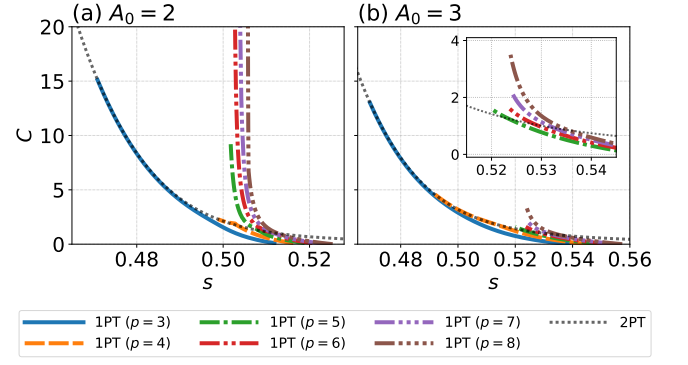 (a) A₀ = 2
(b) A₀ = 3
20
15
10
5
0
C
0.48
0.50
0.52
s
0.48
0.50
0.52
0.54
0.56
s
4
2
0
0.52
0.53
0.54
1PT (p = 3)
1PT (p = 4)
1PT (p = 5)
1PT (p = 6)
1PT (p = 7)
1PT (p = 8)
2PT